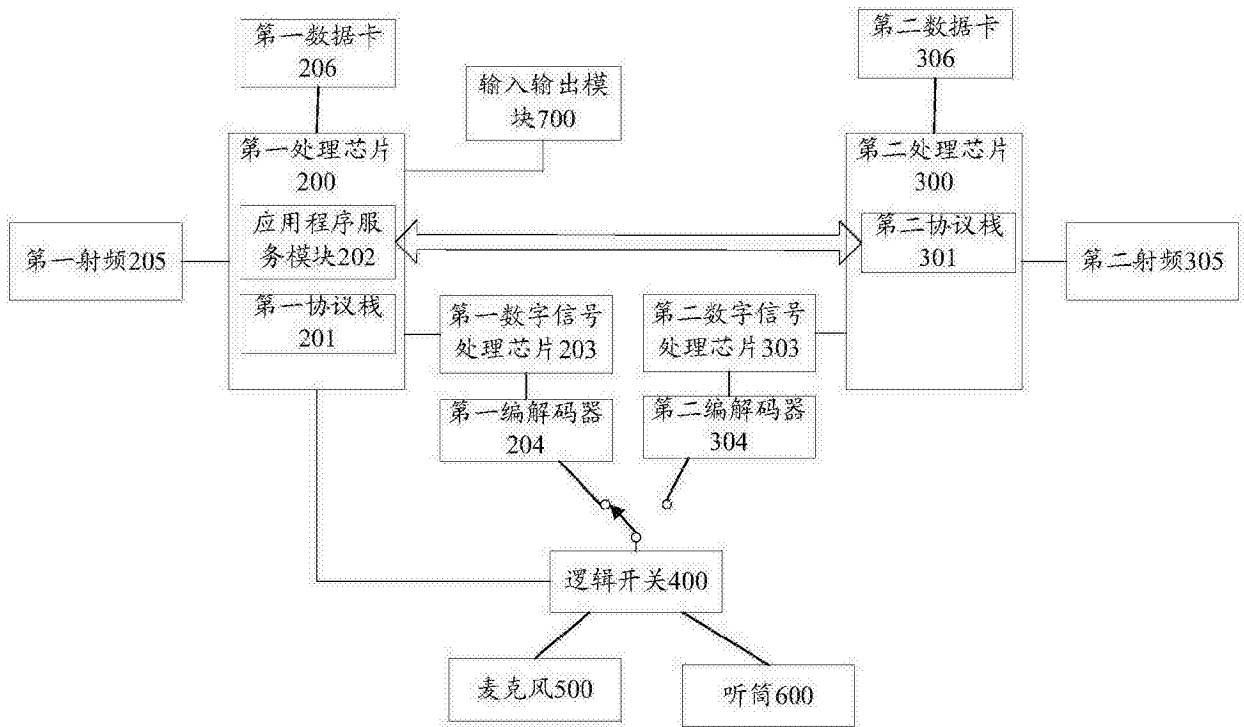 第一数据卡
206
第二数据卡
306
输入输出模
块700
第一处理芯片
200
第二处理芯片
300
应用程序服
务模块202
第二协议栈
301
第一射频205
第二射频305
第一协议栈
201
第一数字信号
处理芯片203
第二数字信号
处理芯片303
第一编解码器
204
第二编解码器
304
逻辑开关400
麦克风500
听筒600